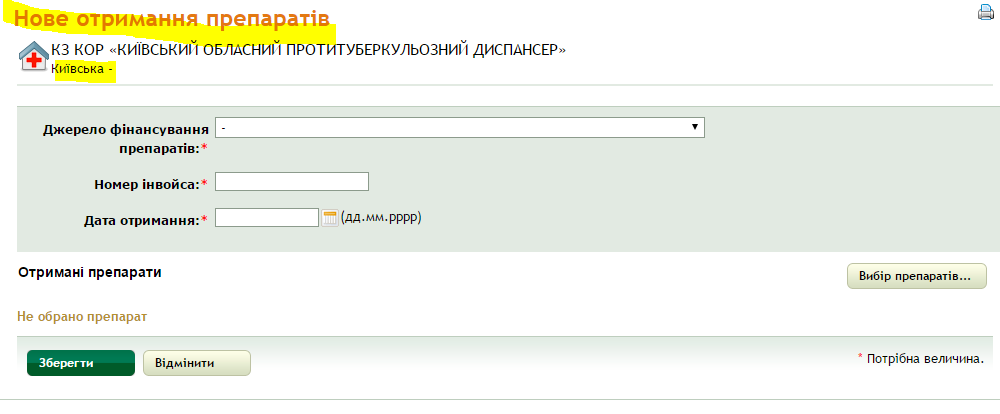 Нове отримання препаратів
КЗ КОР «КИЇВСЬКИЙ ОБЛАСНИЙ ПРОТИТУБЕРКУЛЬОЗНИЙ ДИСПАНСЕР»
Київська -
Джерело фінансування
препаратів:* -
Номер інвойса:*
Дата отримання:* (дд.мм.рррр)
Отримані препарати Вибір препаратів...
Не обрано препарат
Зберегти Відмінити * Потрібна величина.